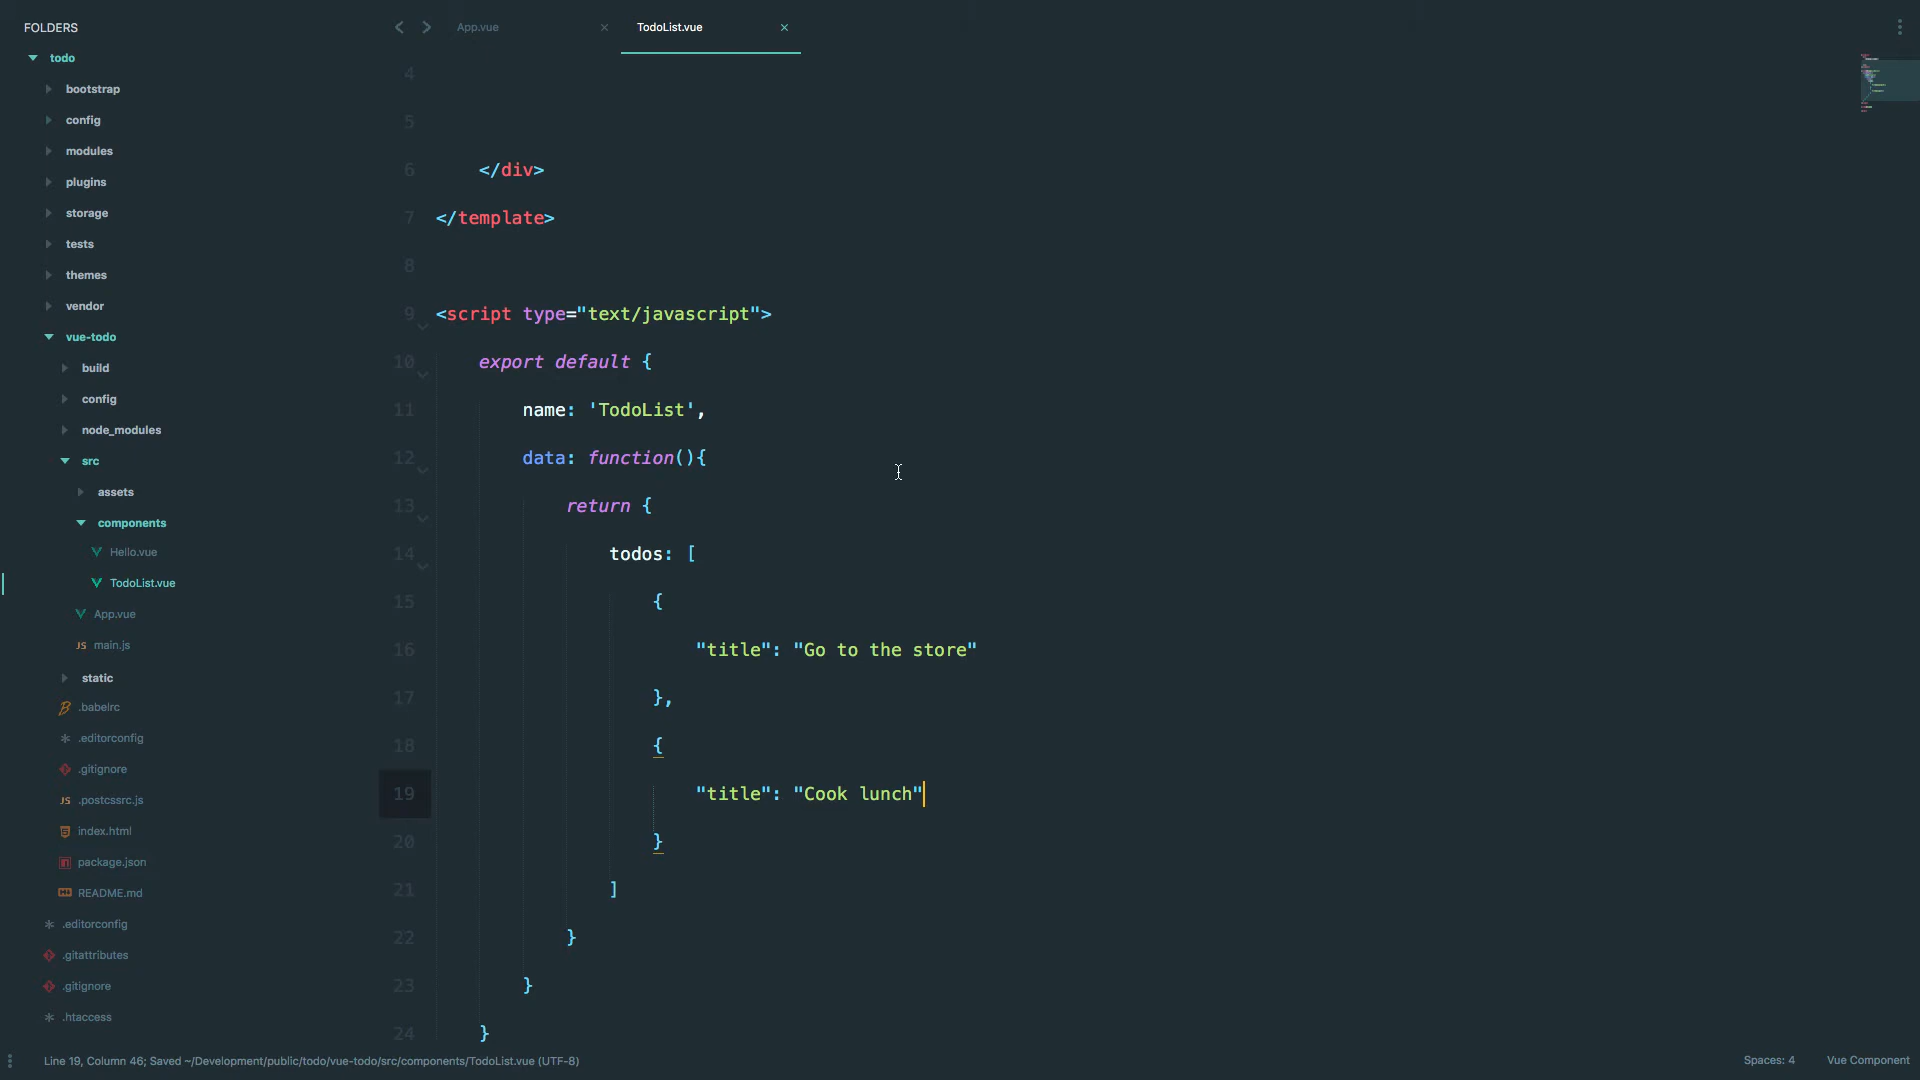 FOLDERS
todo
bootstrap
config
modules
plugins
storage
tests
themes
vendor
vue-todo
build
config
node_modules
src
assets
components
Hello.vue
TodoList.vue
App.vue
JS main.js
static
.babelrc
.editorconfig
.gitignore
JS .postcssrc.js
index.html
package.json
README.md
.editorconfig
.gitattributes
.gitignore
.htaccess
App.vue
TodoList.vue
4
5
6 </div>
7 </template>
8
9 <script type="text/javascript">
10 export default {
11 name: 'TodoList',
12 data: function(){
13 return {
14 todos: [
15 {
16 "title": "Go to the store"
17 },
18 {
19 "title": "Cook lunch"
20 }
21 ]
22 }
23 }
24 }
Line 19, Column 46; Saved ~/Development/public/todo/vue-todo/src/components/TodoList.vue (UTF-8)
Spaces: 4
Vue Component